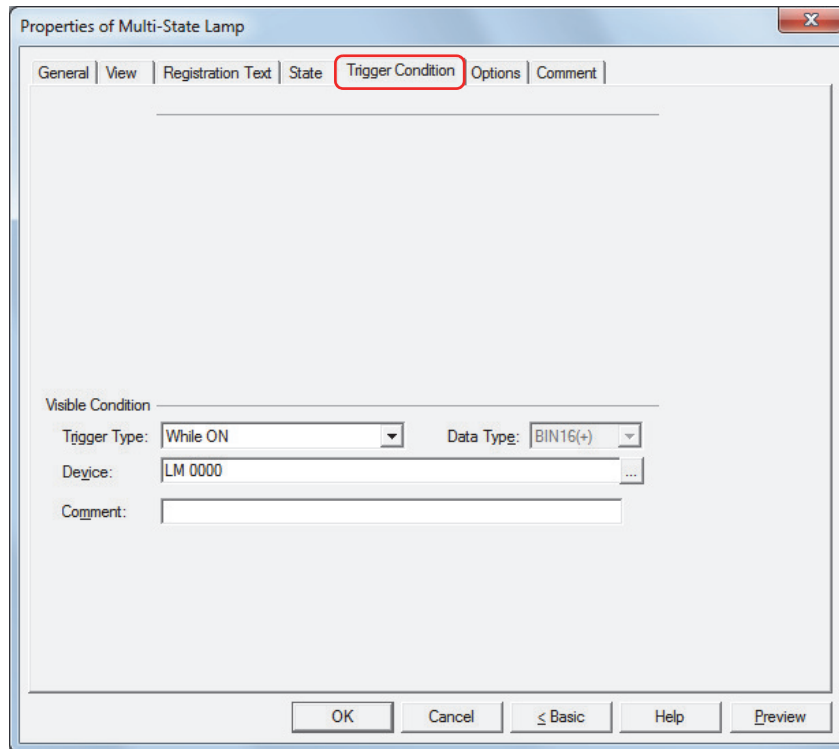 Properties of Multi-State Lamp
General View Registration Text State Trigger Condition Options Comment
Visible Condition
Trigger Type: While ON Data Type: BIN16(+)
Device: LM 0000 ...
Comment:
OK Cancel < Basic Help Preview